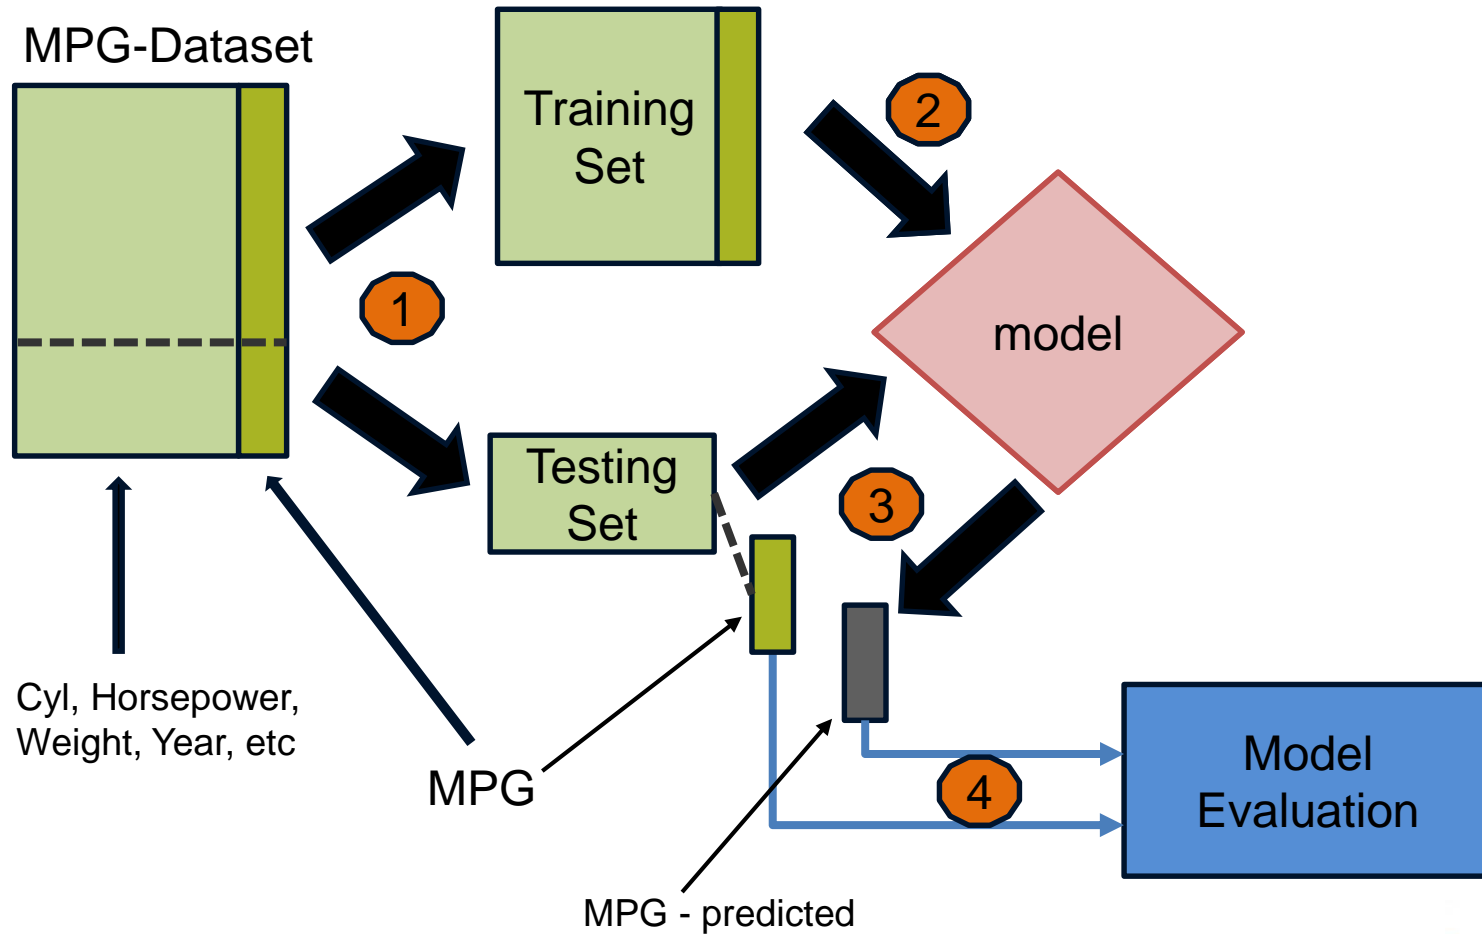 MPG-Dataset
Training
Set
2
1
model
Testing
Set
3
Cyl, Horsepower,
Weight, Year, etc
MPG
4
Model
Evaluation
MPG - predicted